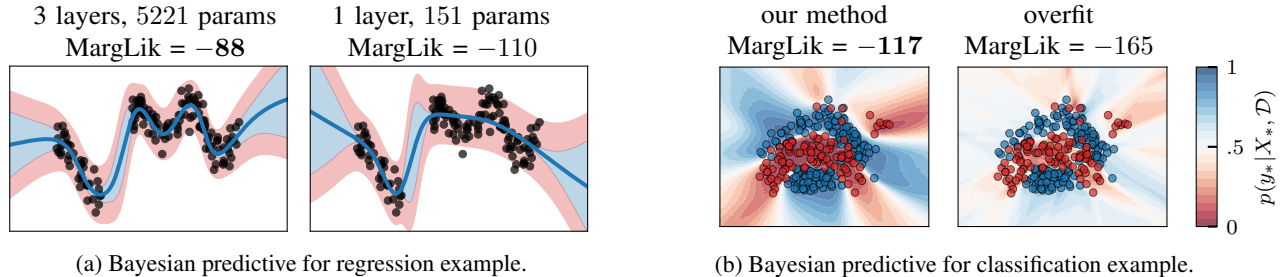 3 layers, 5221 params
MargLik = −88
1 layer, 151 params
MargLik = −110
(a) Bayesian predictive for regression example.
our method
MargLik = −117
overfit
MargLik = −165
1
.5
0
p(y*|X*, D)
(b) Bayesian predictive for classification example.